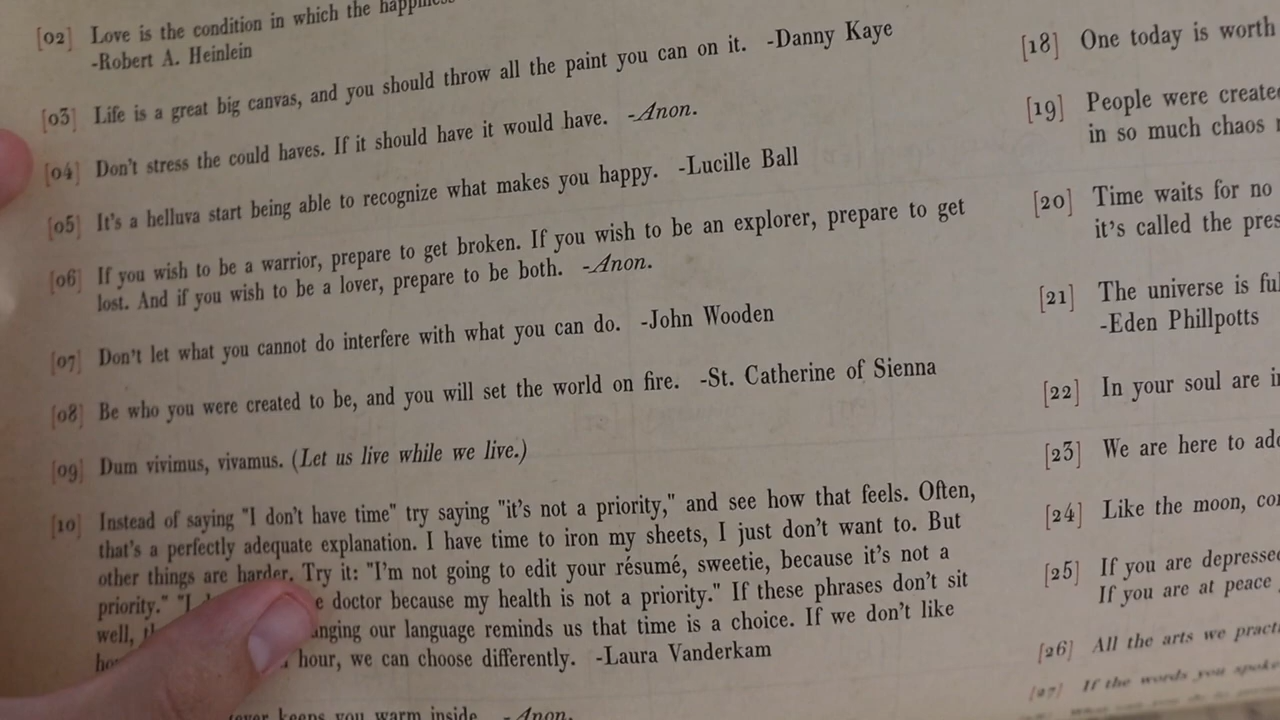 [02] Love is the condition in which the happiness
-Robert A. Heinlein
[03] Life is a great big canvas, and you should throw all the paint you can on it. -Danny Kaye
[04] Don't stress the could haves. If it should have it would have. -Anon.
[05] It's a helluva start being able to recognize what makes you happy. -Lucille Ball
[06] If you wish to be a warrior, prepare to get broken. If you wish to be an explorer, prepare to get
lost. And if you wish to be a lover, prepare to be both. -Anon.
[07] Don't let what you cannot do interfere with what you can do. -John Wooden
[08] Be who you were created to be, and you will set the world on fire. -St. Catherine of Sienna
[09] Dum vivimus, vivamus. (Let us live while we live.)
[10] Instead of saying "I don't have time" try saying "it's not a priority," and see how that feels. Often,
that's a perfectly adequate explanation. I have time to iron my sheets, I just don't want to. But
other things are harder. Try it: "I'm not going to edit your résumé, sweetie, because it's not a
priority." "I doctor because my health is not a priority." If these phrases don't sit
well, our language reminds us that time is a choice. If we don't like
hour, we can choose differently. -Laura Vanderkam
keeps you warm inside -Anon.
[18] One today is worth
[19] People were create
in so much chaos
[20] Time waits for no
it's called the pres
[21] The universe is ful
-Eden Phillpotts
[22] In your soul are
[23] We are here to
[24] Like the moon,
[25] If you are depresse
If you are at peace
[26] All the arts we pract
[27] If the words you spoke